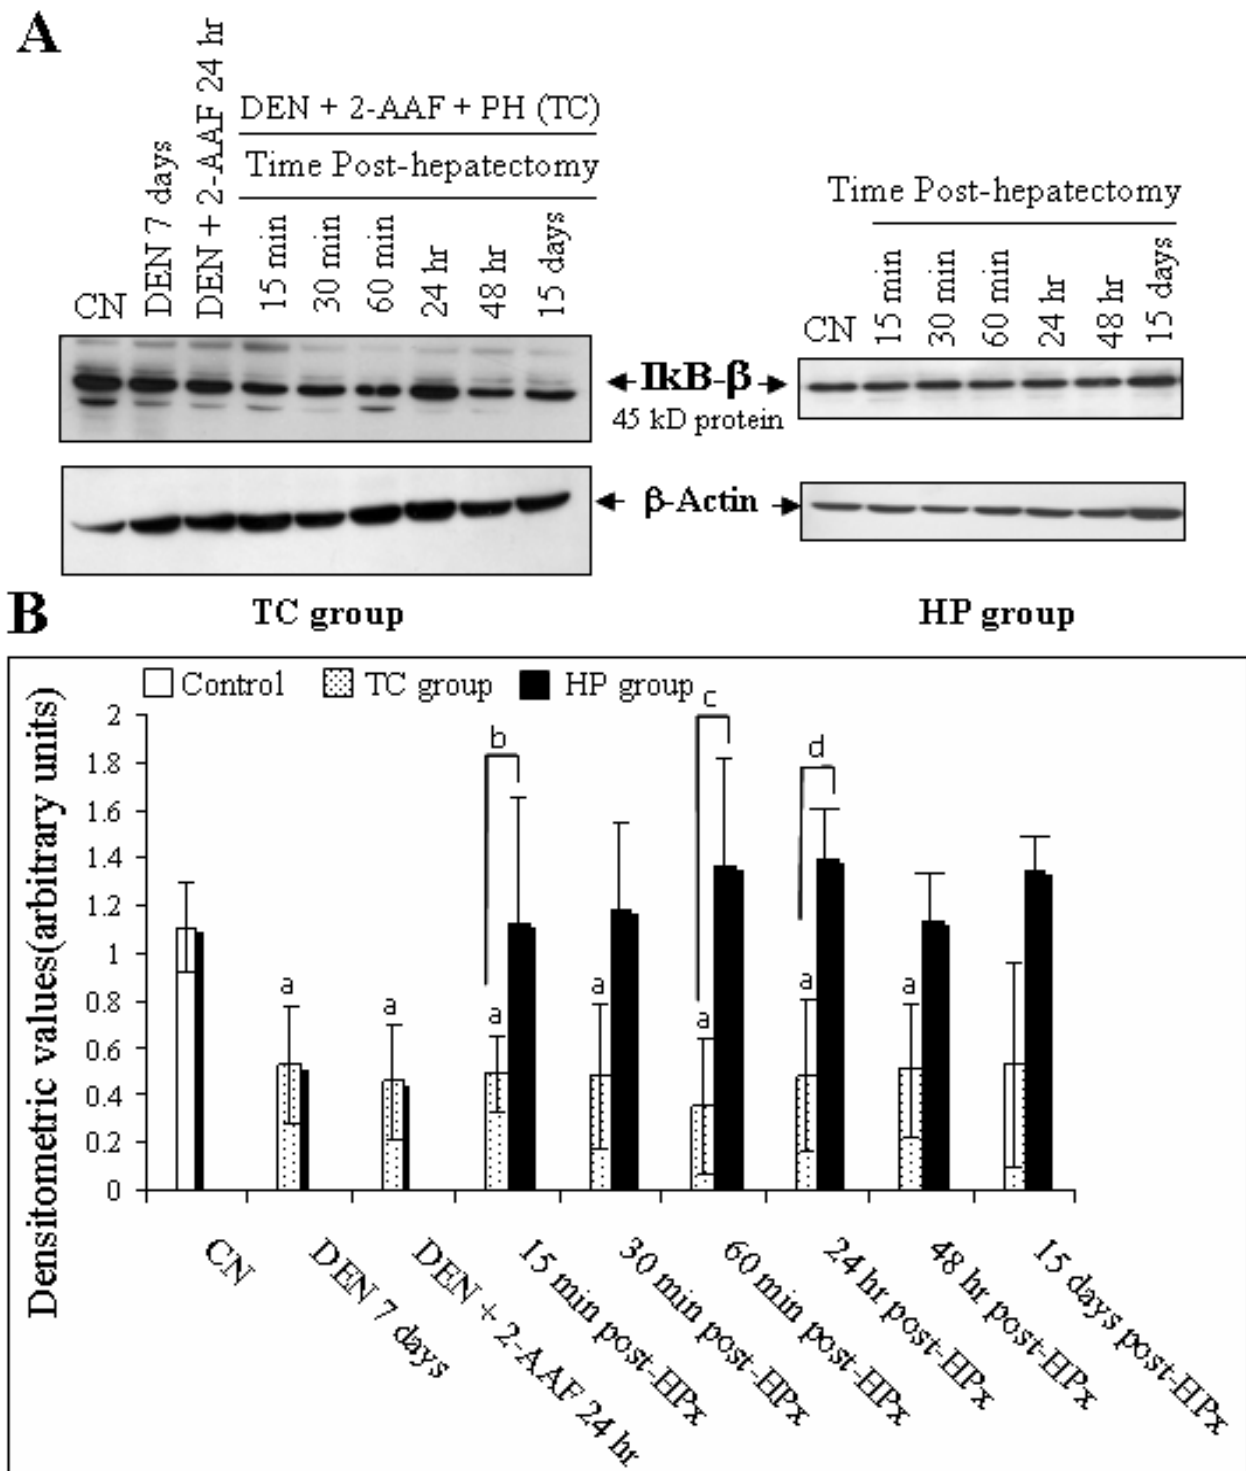 A
DEN + 2-AAF + PH (TC)
Time Post-hepatectomy
CN
DEN 7 days
DEN + 2-AAF 24 hr
15 min
30 min
60 min
24 hr
48 hr
15 days
Time Post-hepatectomy
CN
15 min
30 min
60 min
24 hr
48 hr
15 days
IkB-β
45 kD protein
β-Actin
TC group
HP group
B
Control
TC group
HP group
Densitometric values(arbitrary units)
2
1.8
1.6
1.4
1.2
1
0.8
0.6
0.4
0.2
0
a
a
b
a
a
c
a
d
a
a
CN
DEN 7 days
DEN + 2-AAF 24 hr
15 min post-HPx
30 min post-HPx
60 min post-HPx
24 hr post-HPx
48 hr post-HPx
15 days post-HPx